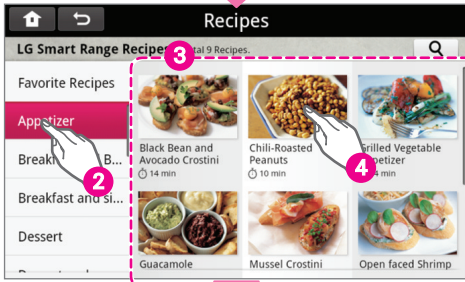 Recipes
LG Smart Range Recipes tal 9 Recipes.
3
Favorite Recipes
Appetizer
2
B...
Breakfast and si...
Dessert
Black Bean and
Avocado Crostini
14 min
Chili-Roasted
Peanuts
10 min
4
Grilled Vegetable
petizer
min
Guacamole
Mussel Crostini
Open faced Shrimp